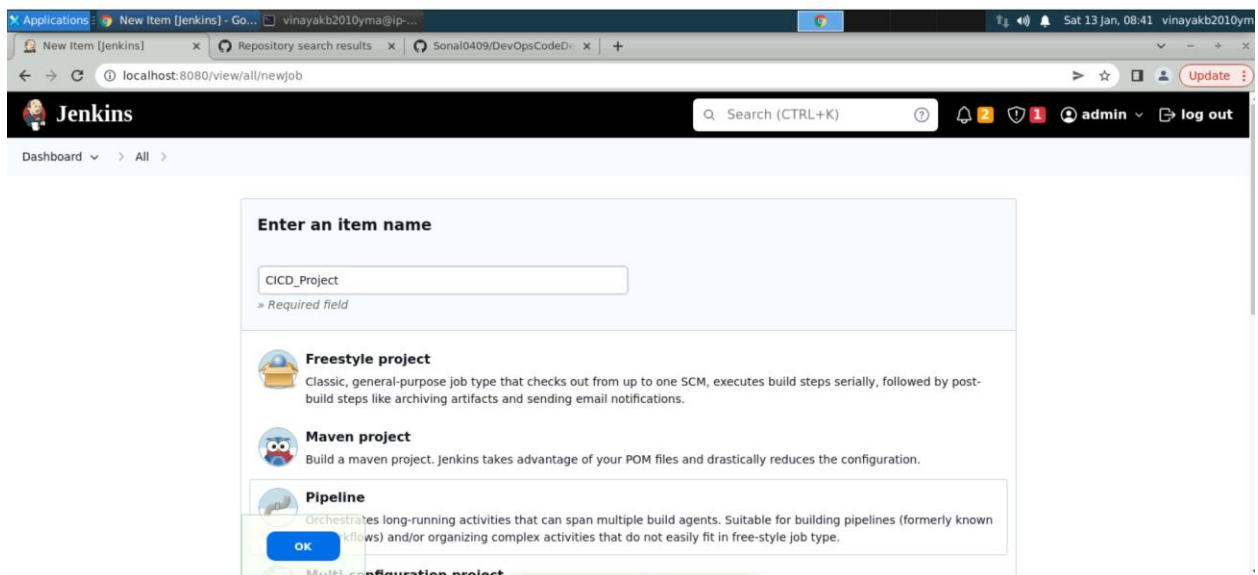 Applications
New Item [Jenkins] - Go...
vinayakb2010yma@ip-...
Sat 13 Jan, 08:41 vinayakb2010ym
New Item [Jenkins]
Repository search results
Sonal0409/DevOpsCodeDe
localhost:8080/view/all/newJob
Update
Jenkins
Search (CTRL+K)
2
1
admin
log out
Dashboard
All
Enter an item name
CICD_Project
» Required field
Freestyle project
Classic, general-purpose job type that checks out from up to one SCM, executes build steps serially, followed by post-
build steps like archiving artifacts and sending email notifications.
Maven project
Build a maven project. Jenkins takes advantage of your POM files and drastically reduces the configuration.
Pipeline
Orchestrates long-running activities that can span multiple build agents. Suitable for building pipelines (formerly known
OK
kflows) and/or organizing complex activities that do not easily fit in free-style job type.
Multi-configuration project